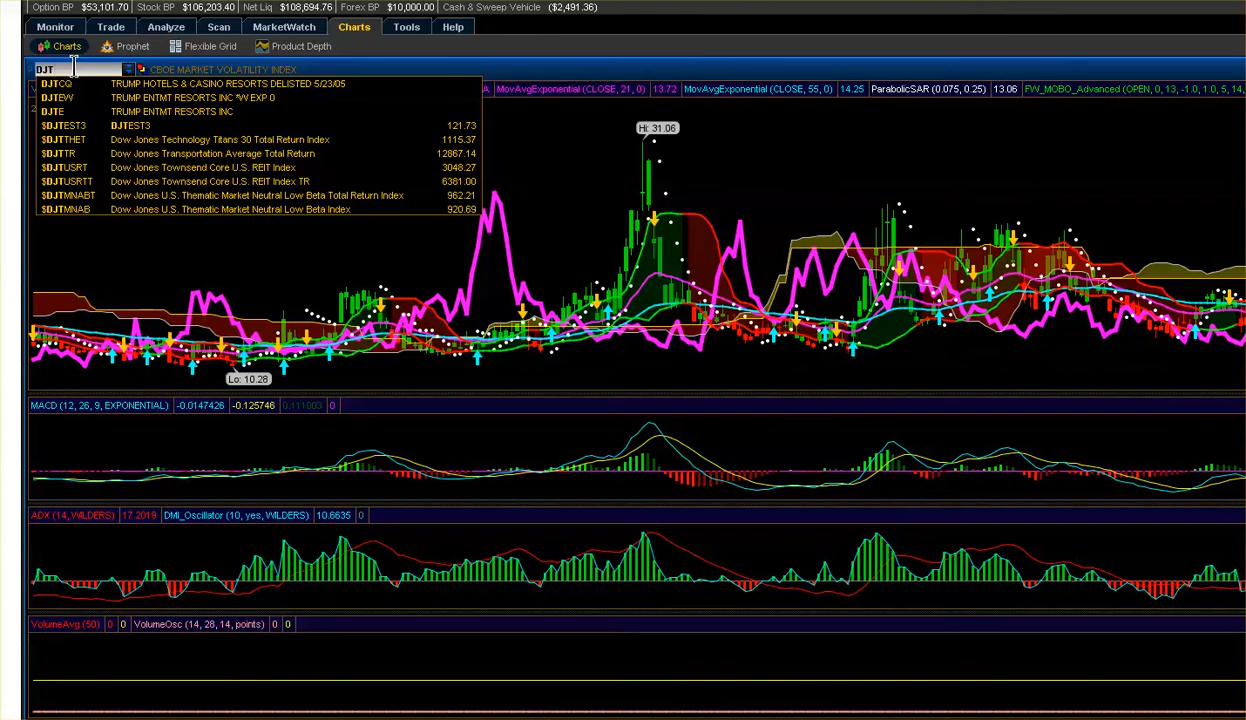 Option BP $53,101.70 Stock BP $106,203.40 Net Liq $108,694.76 Forex BP $10,000.00 Cash & Sweep Vehicle ($2,491.36)
Monitor Trade Analyze Scan MarketWatch Charts Tools Help
Charts Prophet Flexible Grid Product Depth
DJT CBOE MARKET VOLATILITY INDEX
DJTCQ TRUMP HOTELS & CASINO RESORTS DELISTED 5/23/05
MovAvgExponential (CLOSE, 21, 0) 13.72 MovAvgExponential (CLOSE, 55, 0) 14.25 ParabolicSAR (0.075, 0.25) 13.06 FW_MOBO_Advanced (OPEN, 0, 13, -1.0, 1.0, 5, 14,
DJTEW TRUMP ENTMT RESORTS INC *W EXP 0
DJTE TRUMP ENTMT RESORTS INC
$DJTEST3 DJTEST3 121.73
$DJTTHET Dow Jones Technology Titans 30 Total Return Index 1115.37
$DJTTR Dow Jones Transportation Average Total Return 12867.14
$DJTUSRT Dow Jones Townsend Core U.S. REIT Index 3048.27
$DJTUSRTT Dow Jones Townsend Core U.S. REIT Index TR 6381.00
$DJTMNABT Dow Jones U.S. Thematic Market Neutral Low Beta Total Return Index 962.21
$DJTMNAB Dow Jones U.S. Thematic Market Neutral Low Beta Index 920.69
Hi: 31.06
Lo: 10.28
MACD (12, 26, 9, EXPONENTIAL) -0.0147426 -0.125746 0.111003 0
ADX (14, WILDERS) 17.2019 DMI_Oscillator (10, yes, WILDERS) 10.6635 0
VolumeAvg (50) 0 0 VolumeOsc (14, 28, 14, points) 0 0